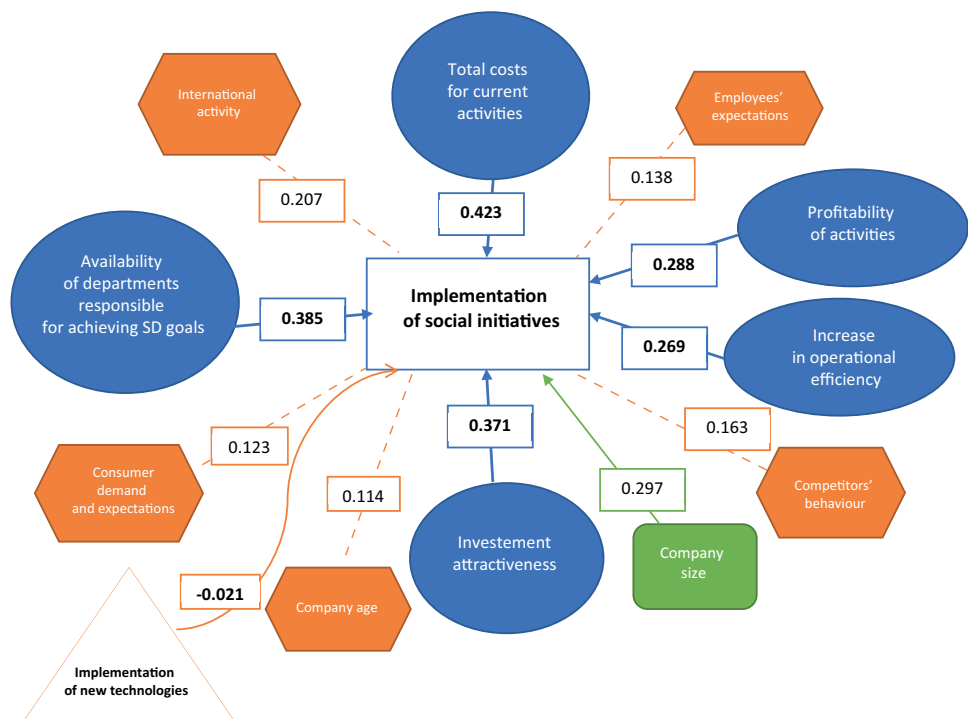 Total costs
for current
activities
International
activity
Employees'
expectations
0.207
0.138
0.423
Profitability
of activities
0.288
Availability
of departments
responsible
for achieving SD goals
0.385
Implementation
of social initiatives
0.269
Increase
in operational
efficiency
0.371
0.123
0.163
0.114
0.297
Consumer
demand
and expectations
Competitors'
behaviour
Investement
attractiveness
Company
size
-0.021
Company age
Implementation
of new technologies